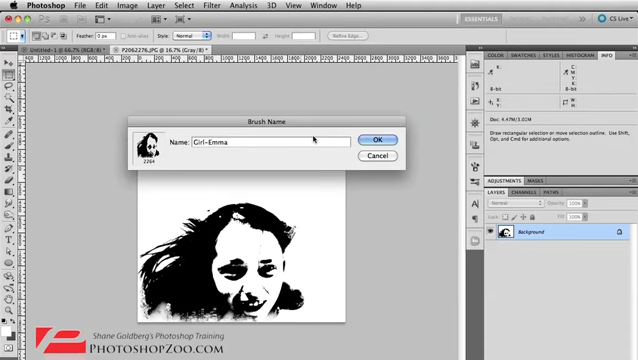 Photoshop File Edit Image Layer Select Filter Analysis 3D View Window Help
ESSENTIALS CS Live
Feather: 0 px Style: Normal Width: Height: Refine Edge...
Untitled-1 @ 66.7% (RGB/8) * P2062276.JPG @ 16.7% (Gray/8) *
COLOR SWATCHES STYLES INFO
K: C: M: Y: K:
8-bit 8-bit
X: Y: W: H:
Doc: 4.47M/3.01M
Draw rectangular selection or move selection outline. Use Shift, Opt, and Cmd for additional options.
Brush Name
Name: Girl-Emma
OK
Cancel
2264
ADJUSTMENTS MASKS
LAYERS CHANNELS PATHS
Normal Opacity: 100%
Lock: Fill: 100%
Background
Shane Goldberg's Photoshop Training
PHOTOSHOPZOO.COM